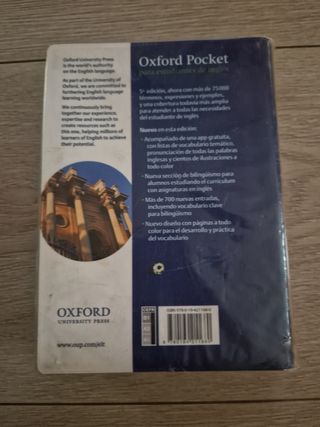 Oxford University Press
is the world's authority
on the English language.
As part of the University of
Oxford, we are committed to
furthering English language
learning worldwide.
We continuously bring
together our experience,
expertise and research to
create resources such as
this one, helping millions
of learners of English to achieve
their potential.
OXFORD
UNIVERSITY PRESS
www.oup.com/elt
Oxford Pocket
para estudiantes de inglés
5ª edición, ahora con más de 75.000
términos, expresiones y ejemplos,
y una cobertura todavía más amplia
para atender a todas las necesidades
del estudiante de inglés
Nuevo en esta edición:
· Acompañado de una app gratuita,
con listas de vocabulario temático,
pronunciación de todas las palabras
inglesas y cientos de ilustraciones a
todo color
· Nueva sección de bilingüismo para
alumnos estudiando el curriculum
con asignaturas en inglés
· Más de 700 nuevas entradas,
incluyendo vocabulario clave para
bilingüismo
· Nuevo diseño con páginas a todo
color para el desarrollo y práctica
del vocabulario
CEFR
B1
A2